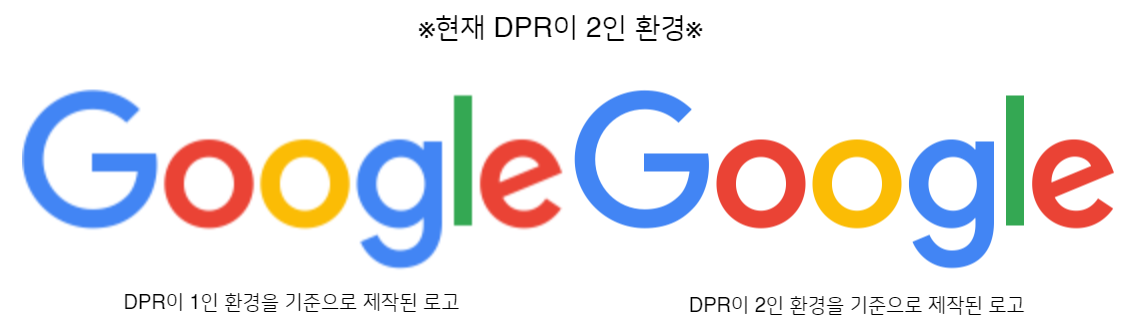 ※현재 DPR이 2인 환경※
Google Google
DPR이 1인 환경을 기준으로 제작된 로고
DPR이 2인 환경을 기준으로 제작된 로고